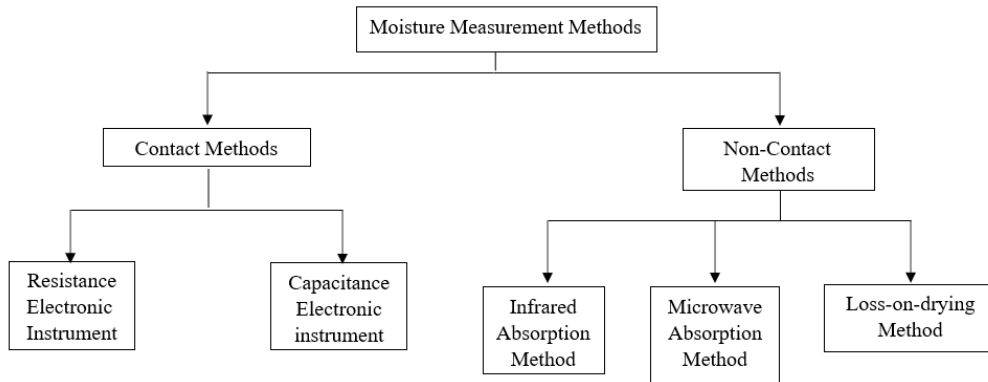 Moisture Measurement Methods
Contact Methods
Non-Contact
Methods
Resistance
Electronic
Instrument
Capacitance
Electronic
instrument
Infrared
Absorption
Method
Microwave
Absorption
Method
Loss-on-drying
Method